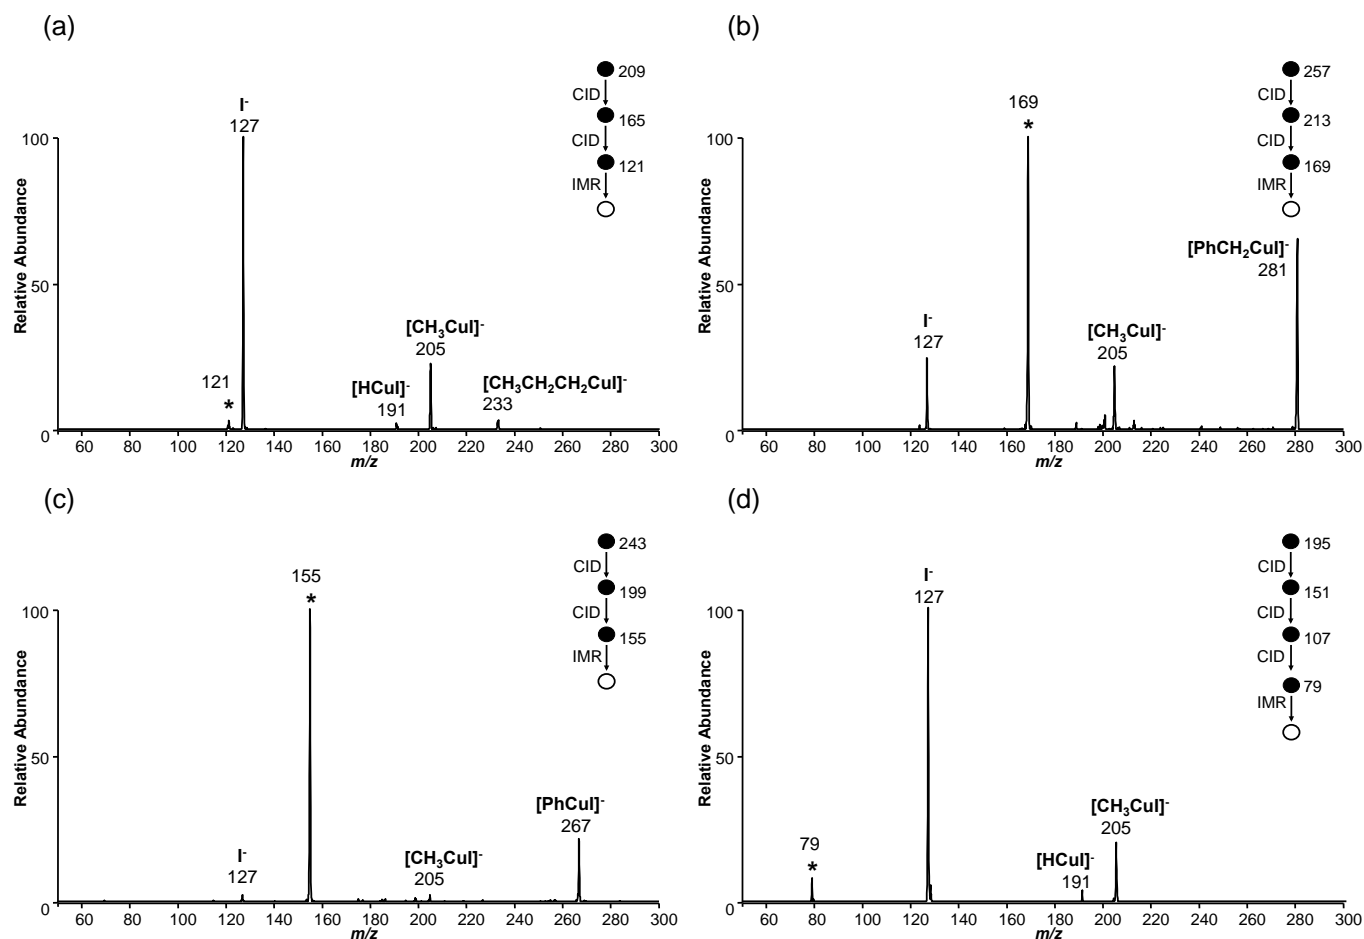 (a)
209
CID
165
CID
121
IMR
I⁻
127
100
50
0
Relative Abundance
121
*
[HCuI]⁻
191
[CH₃CuI]⁻
205
[CH₃CH₂CH₂CuI]⁻
233
60 80 100 120 140 160 180 200 220 240 260 280 300
m/z
(b)
257
CID
213
CID
169
IMR
169
*
100
50
0
Relative Abundance
I⁻
127
[CH₃CuI]⁻
205
[PhCH₂CuI]⁻
281
60 80 100 120 140 160 180 200 220 240 260 280 300
m/z
(c)
243
CID
199
CID
155
IMR
155
*
100
50
0
Relative Abundance
I⁻
127
[CH₃CuI]⁻
205
[PhCuI]⁻
267
60 80 100 120 140 160 180 200 220 240 260 280 300
m/z
(d)
195
CID
151
CID
107
CID
79
IMR
I⁻
127
100
50
0
Relative Abundance
79
*
[HCuI]⁻
191
[CH₃CuI]⁻
205
60 80 100 120 140 160 180 200 220 240 260 280 300
m/z